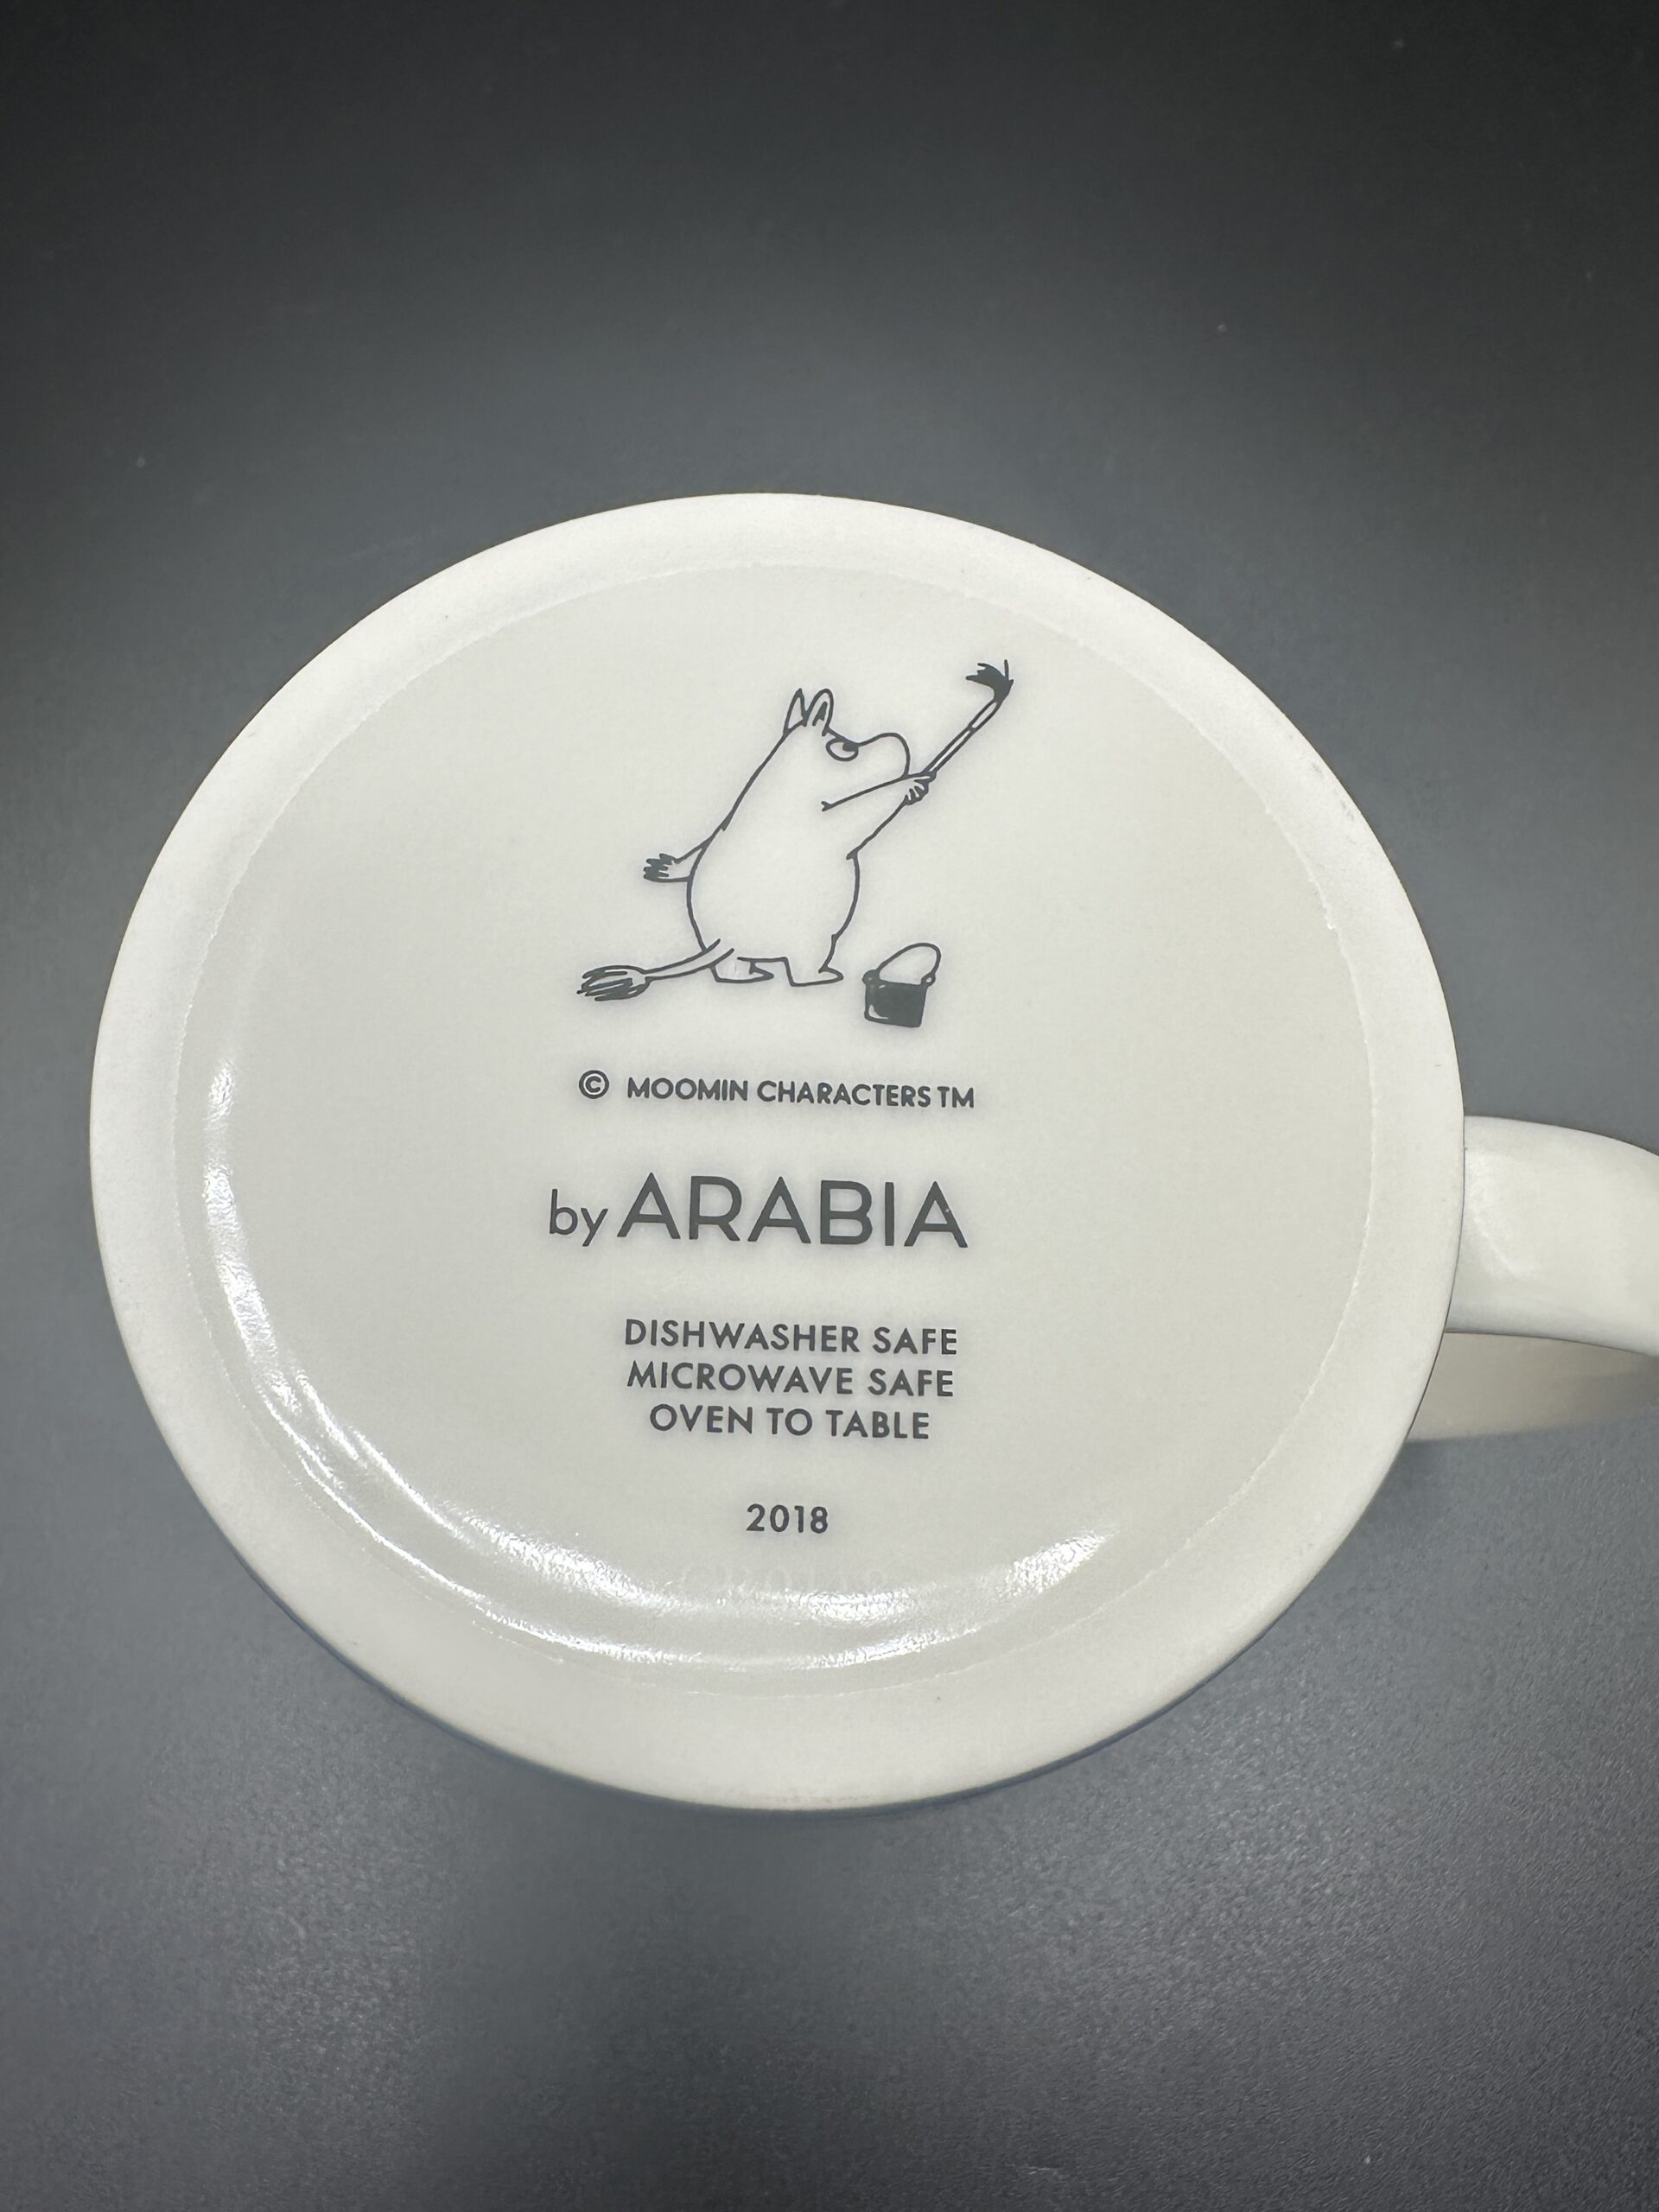 © MOOMIN CHARACTERS TM
by ARABIA
DISHWASHER SAFE
MICROWAVE SAFE
OVEN TO TABLE
2018